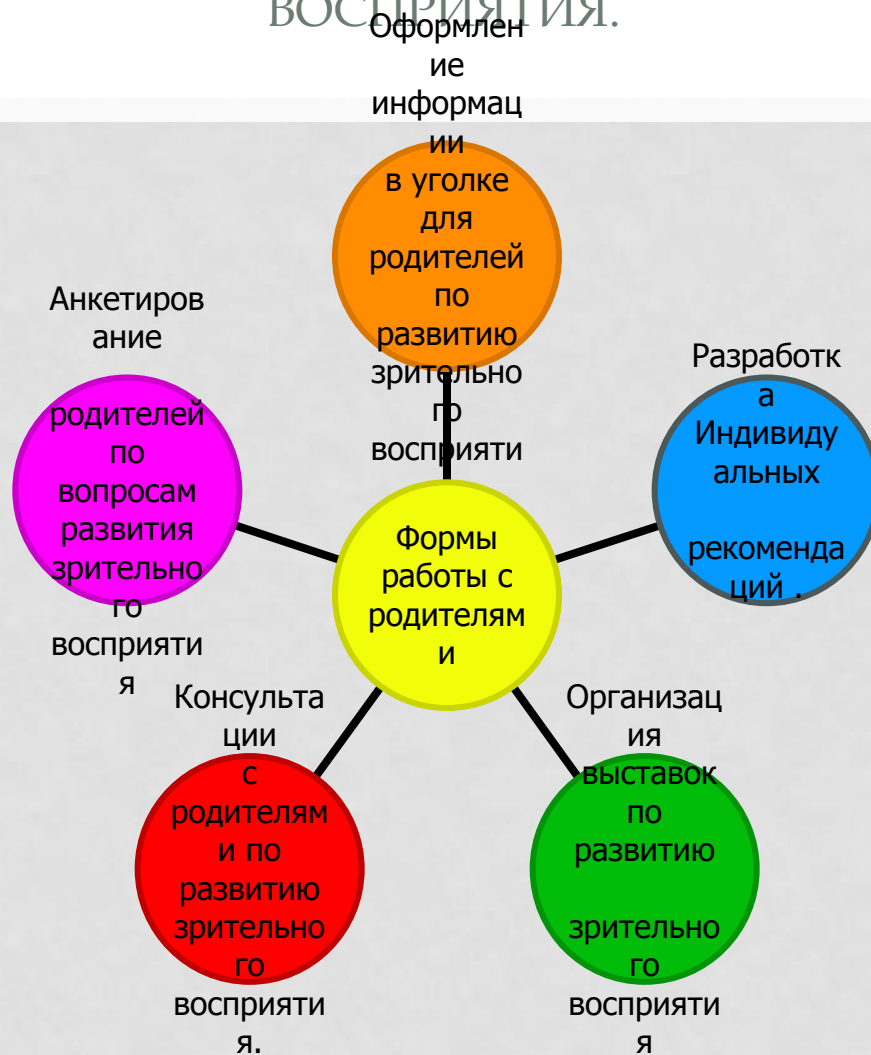 ВОСПРИЯТИЯ.
Оформлен
ие
информац
ии
в уголке
для
родителей
по
развитию
зрительно
го
восприяти
Анкетиров
ание
родителей
по
вопросам
развития
зрительно
го
восприяти
я
Разработк
а
Индивиду
альных
рекоменда
ций .
Формы
работы с
родителям
и
Консульта
ции
с
родителям
и по
развитию
зрительно
го
восприяти
я.
Организац
ия
выставок
по
развитию
зрительно
го
восприяти
я